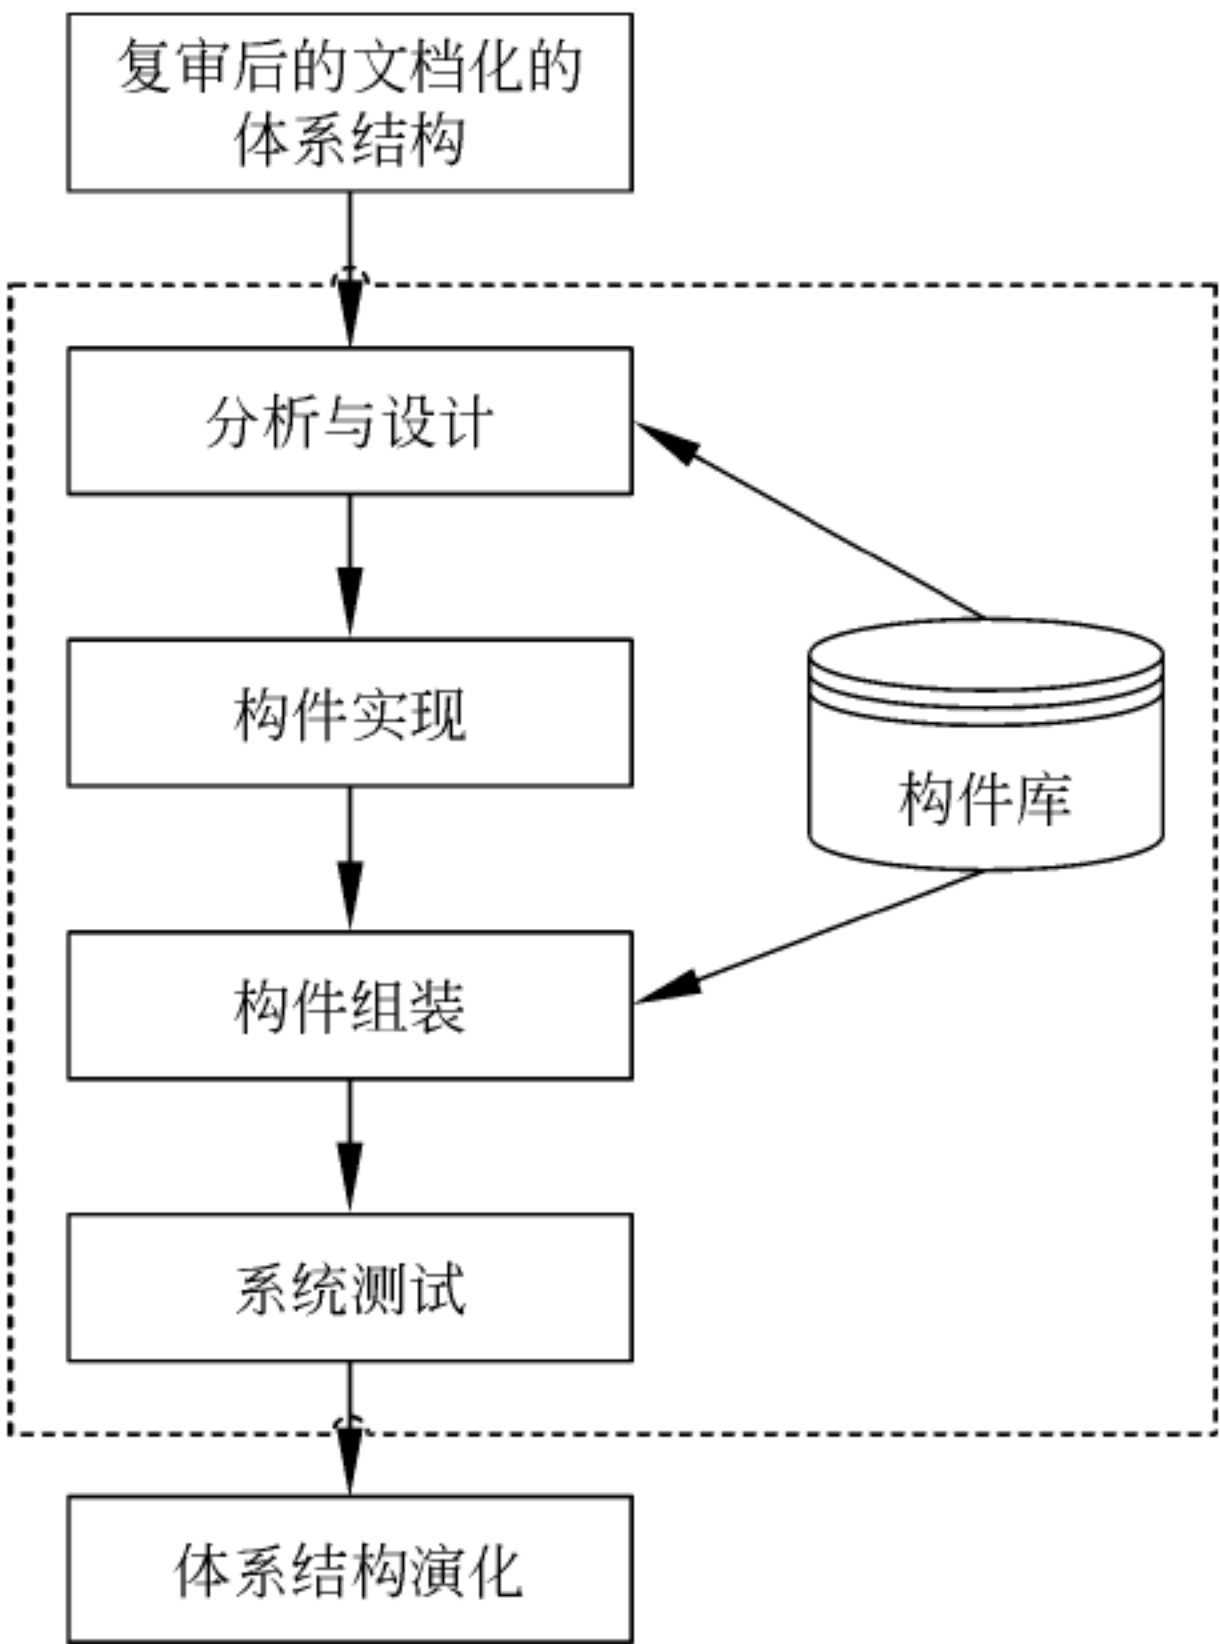 复审后的文档化的
体系结构
分析与设计
构件实现
构件库
构件组装
系统测试
体系结构演化